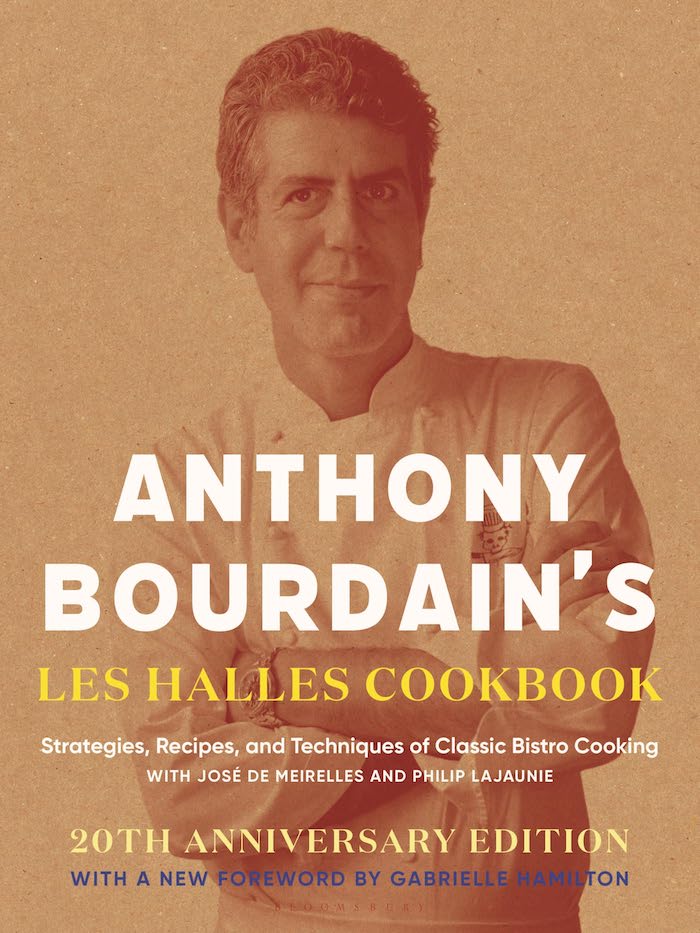 ANTHONY
BOURDAIN'S
LES HALLES COOKBOOK
Strategies, Recipes, and Techniques of Classic Bistro Cooking
WITH JOSÉ DE MEIRELLES AND PHILIP LAJAUNIE
20TH ANNIVERSARY EDITION
WITH A NEW FOREWORD BY GABRIELLE HAMILTON
BLOOMSBURY